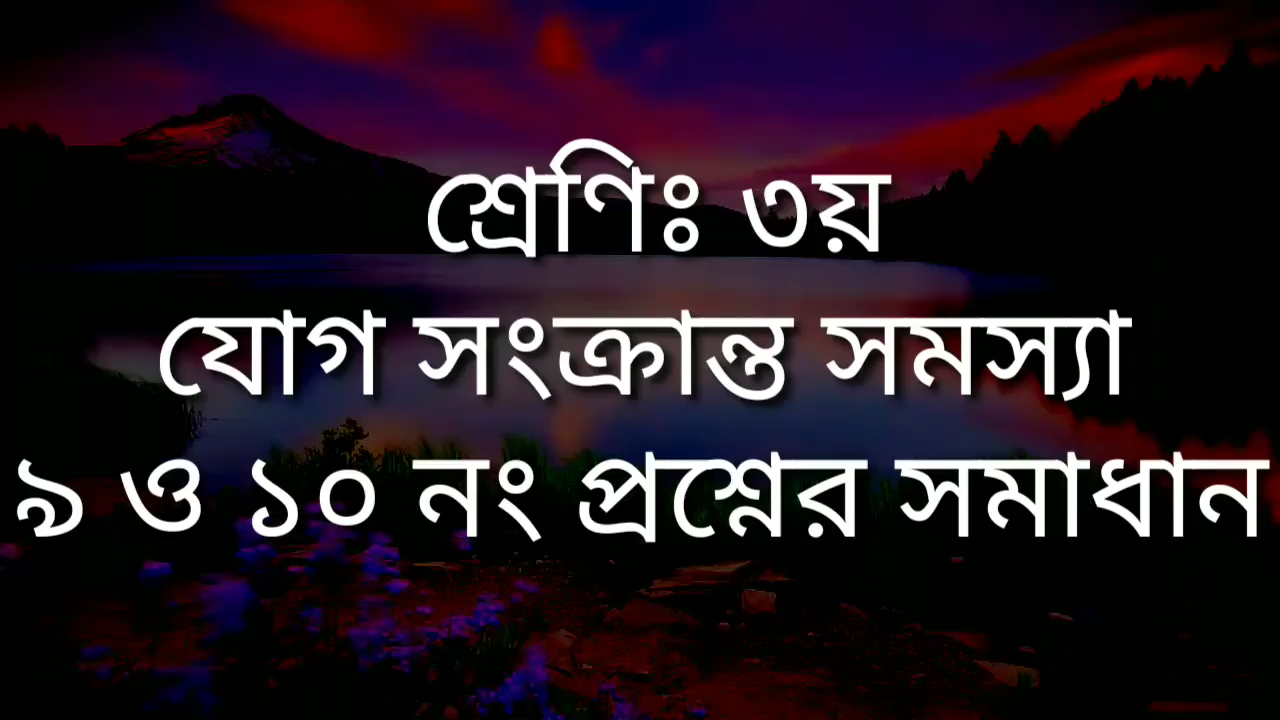 শ্রেণিঃ ৩য়
যোগ সংক্রান্ত সমস্যা
৯ ও ১০ নং প্রশ্নের সমাধান